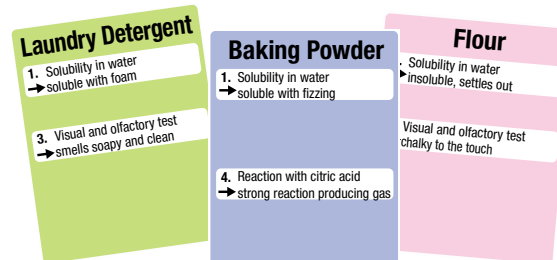 Laundry Detergent
1. Solubility in water
→soluble with foam
3. Visual and olfactory test
→smells soapy and clean
Baking Powder
1. Solubility in water
→soluble with fizzing
4. Reaction with citric acid
→strong reaction producing gas
Flour
Solubility in water
insoluble, settles out
Visual and olfactory test
chalky to the touch